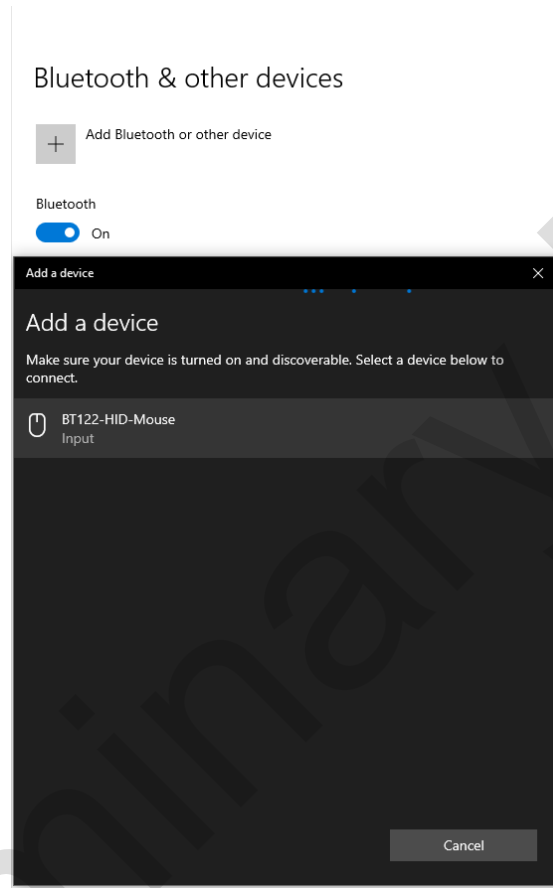 Bluetooth & other devices
Add Bluetooth or other device
Bluetooth
On
Add a device
Add a device
Make sure your device is turned on and discoverable. Select a device below to
connect.
BT122-HID-Mouse
Input
Cancel
minary